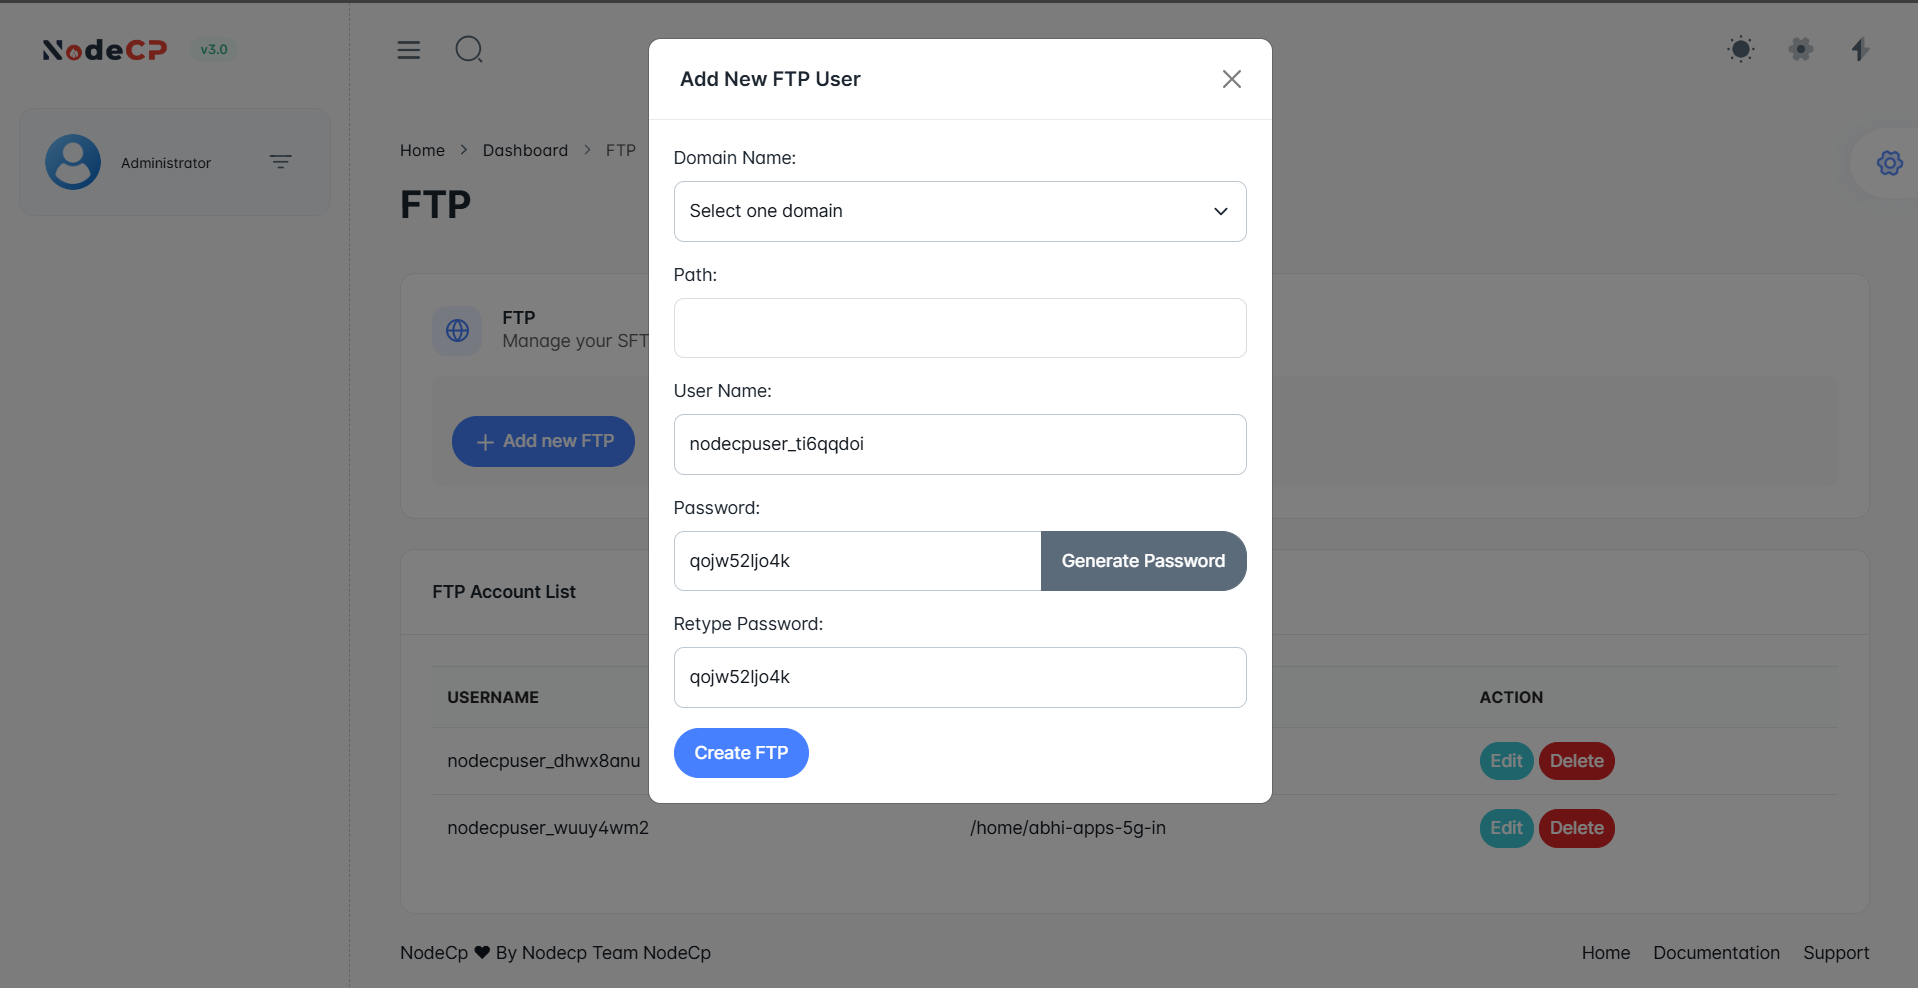 NodeCP v3.0
Administrator
Home > Dashboard > FTP
FTP
FTP
Manage your SFT
+ Add new FTP
FTP Account List
USERNAME ACTION
nodecpuser_dhwx8anu Edit Delete
nodecpuser_wuuy4wm2 /home/abhi-apps-5g-in Edit Delete
NodeCp ♥ By Nodecp Team NodeCp
Home Documentation Support
Add New FTP User
Domain Name:
Select one domain
Path:
User Name:
nodecpuser_ti6qqdoi
Password:
qojw52ljo4k Generate Password
Retype Password:
qojw52ljo4k
Create FTP